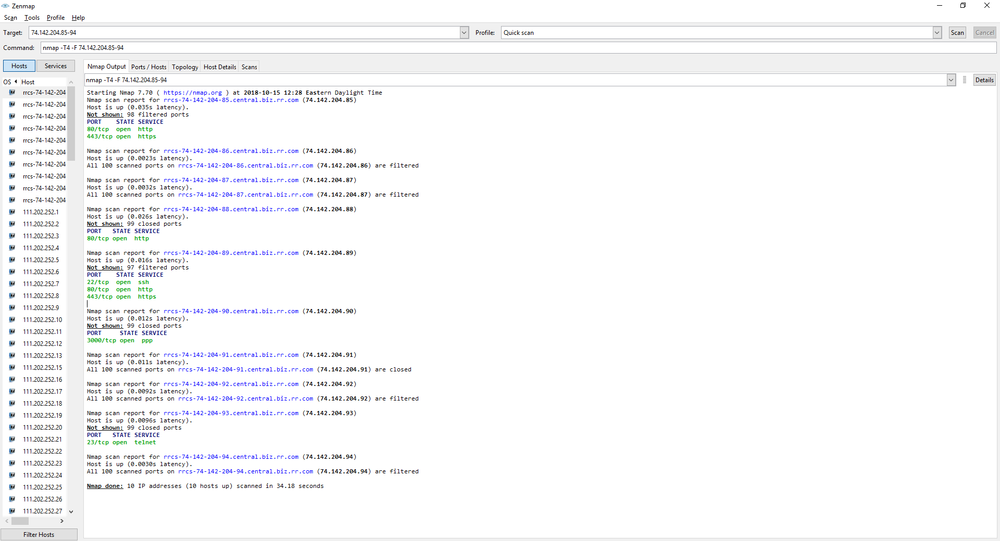 Zenmap
Scan Tools Profile Help
Target: 74.142.204.85-94 Profile: Quick scan Scan Cancel
Command: nmap -T4 -F 74.142.204.85-94
Hosts Services
Nmap Output Ports / Hosts Topology Host Details Scans
OS Host
rrcs-74-142-204
rrcs-74-142-204
rrcs-74-142-204
rrcs-74-142-204
rrcs-74-142-204
rrcs-74-142-204
rrcs-74-142-204
rrcs-74-142-204
rrcs-74-142-204
rrcs-74-142-204
111.202.252.1
111.202.252.2
111.202.252.3
111.202.252.4
111.202.252.5
111.202.252.6
111.202.252.7
111.202.252.8
111.202.252.9
111.202.252.10
111.202.252.11
111.202.252.12
111.202.252.13
111.202.252.15
111.202.252.16
111.202.252.17
111.202.252.18
111.202.252.19
111.202.252.20
111.202.252.21
111.202.252.22
111.202.252.23
111.202.252.24
111.202.252.25
111.202.252.26
111.202.252.27
Filter Hosts
nmap -T4 -F 74.142.204.85-94 Details
Starting Nmap 7.70 ( https://nmap.org ) at 2018-10-15 12:28 Eastern Daylight Time
Nmap scan report for rrcs-74-142-204-85.central.biz.rr.com (74.142.204.85)
Host is up (0.035s latency).
Not shown: 98 filtered ports
PORT STATE SERVICE
80/tcp open http
443/tcp open https
Nmap scan report for rrcs-74-142-204-86.central.biz.rr.com (74.142.204.86)
Host is up (0.0023s latency).
All 100 scanned ports on rrcs-74-142-204-86.central.biz.rr.com (74.142.204.86) are filtered
Nmap scan report for rrcs-74-142-204-87.central.biz.rr.com (74.142.204.87)
Host is up (0.0032s latency).
All 100 scanned ports on rrcs-74-142-204-87.central.biz.rr.com (74.142.204.87) are filtered
Nmap scan report for rrcs-74-142-204-88.central.biz.rr.com (74.142.204.88)
Host is up (0.026s latency).
Not shown: 99 closed ports
PORT STATE SERVICE
80/tcp open http
Nmap scan report for rrcs-74-142-204-89.central.biz.rr.com (74.142.204.89)
Host is up (0.016s latency).
Not shown: 97 filtered ports
PORT STATE SERVICE
22/tcp open ssh
80/tcp open http
443/tcp open https
Nmap scan report for rrcs-74-142-204-90.central.biz.rr.com (74.142.204.90)
Host is up (0.012s latency).
Not shown: 99 closed ports
PORT STATE SERVICE
3000/tcp open ppp
Nmap scan report for rrcs-74-142-204-91.central.biz.rr.com (74.142.204.91)
Host is up (0.011s latency).
All 100 scanned ports on rrcs-74-142-204-91.central.biz.rr.com (74.142.204.91) are closed
Nmap scan report for rrcs-74-142-204-92.central.biz.rr.com (74.142.204.92)
Host is up (0.0092s latency).
All 100 scanned ports on rrcs-74-142-204-92.central.biz.rr.com (74.142.204.92) are filtered
Nmap scan report for rrcs-74-142-204-93.central.biz.rr.com (74.142.204.93)
Host is up (0.0096s latency).
Not shown: 99 closed ports
PORT STATE SERVICE
23/tcp open telnet
Nmap scan report for rrcs-74-142-204-94.central.biz.rr.com (74.142.204.94)
Host is up (0.0030s latency).
All 100 scanned ports on rrcs-74-142-204-94.central.biz.rr.com (74.142.204.94) are filtered
Nmap done: 10 IP addresses (10 hosts up) scanned in 34.18 seconds